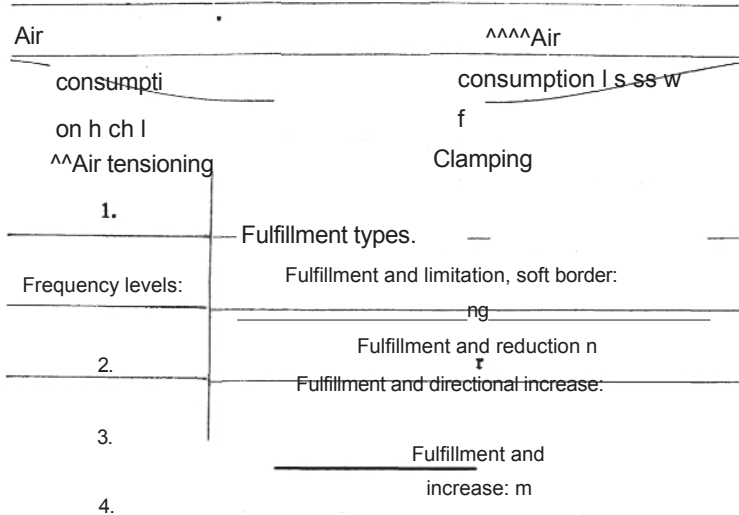 Air
^^^^Air
consumpti
consumption l s ss w
on h ch l
f
^^Air tensioning
Clamping
1.
Fulfillment types.
Frequency levels:
Fulfillment and limitation, soft border:
ng
2.
Fulfillment and reduction n
r
Fulfillment and directional increase:
3.
Fulfillment and
increase: m
4.